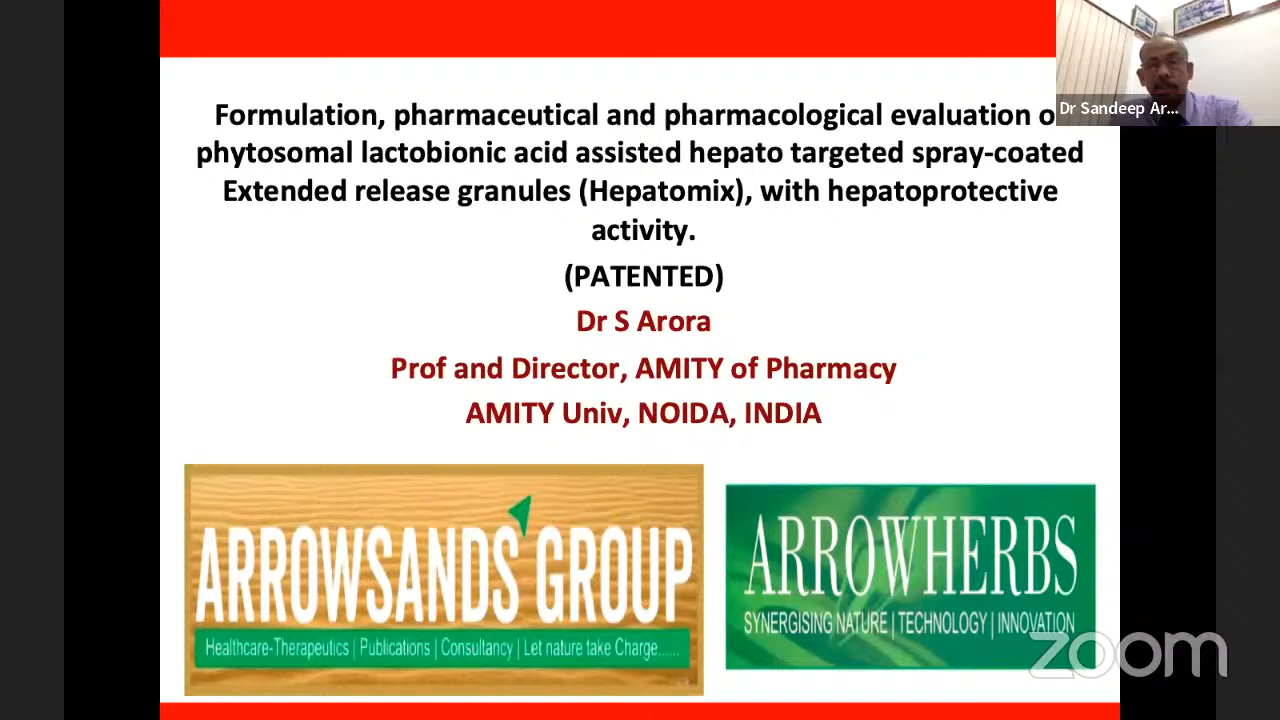 Formulation, pharmaceutical and pharmacological evaluation o
phytosomal lactobionic acid assisted hepato targeted spray-coated
Extended release granules (Hepatomix), with hepatoprotective
activity.
(PATENTED)
Dr S Arora
Prof and Director, AMITY of Pharmacy
AMITY Univ, NOIDA, INDIA
Dr Sandeep Ar...
ARROWSANDS GROUP
Healthcare-Therapeutics | Publications | Consultancy | Let nature take Charge......
ARROWHERBS
SYNERGISING NATURE | TECHNOLOGY | INNOVATION
zoom